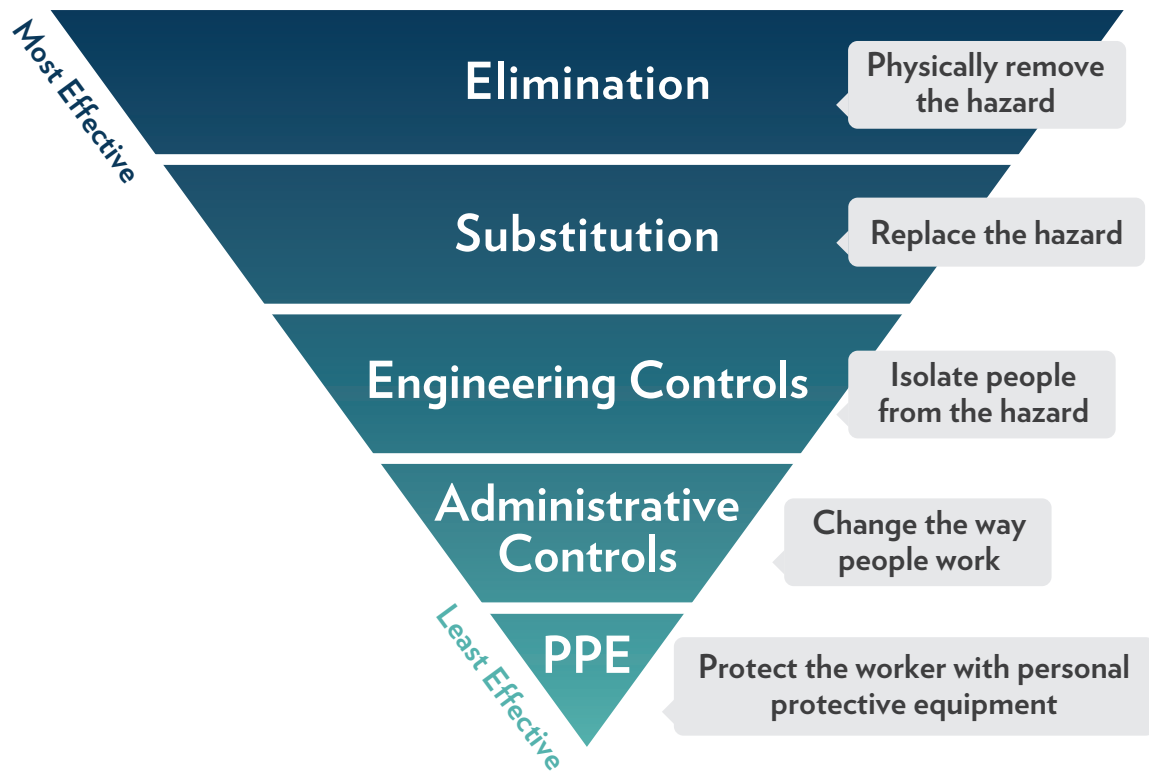 Most Effective
Elimination
Physically remove
the hazard
Substitution
Replace the hazard
Engineering Controls
Isolate people
from the hazard
Administrative
Controls
Change the way
people work
Least Effective
PPE
Protect the worker with personal
protective equipment